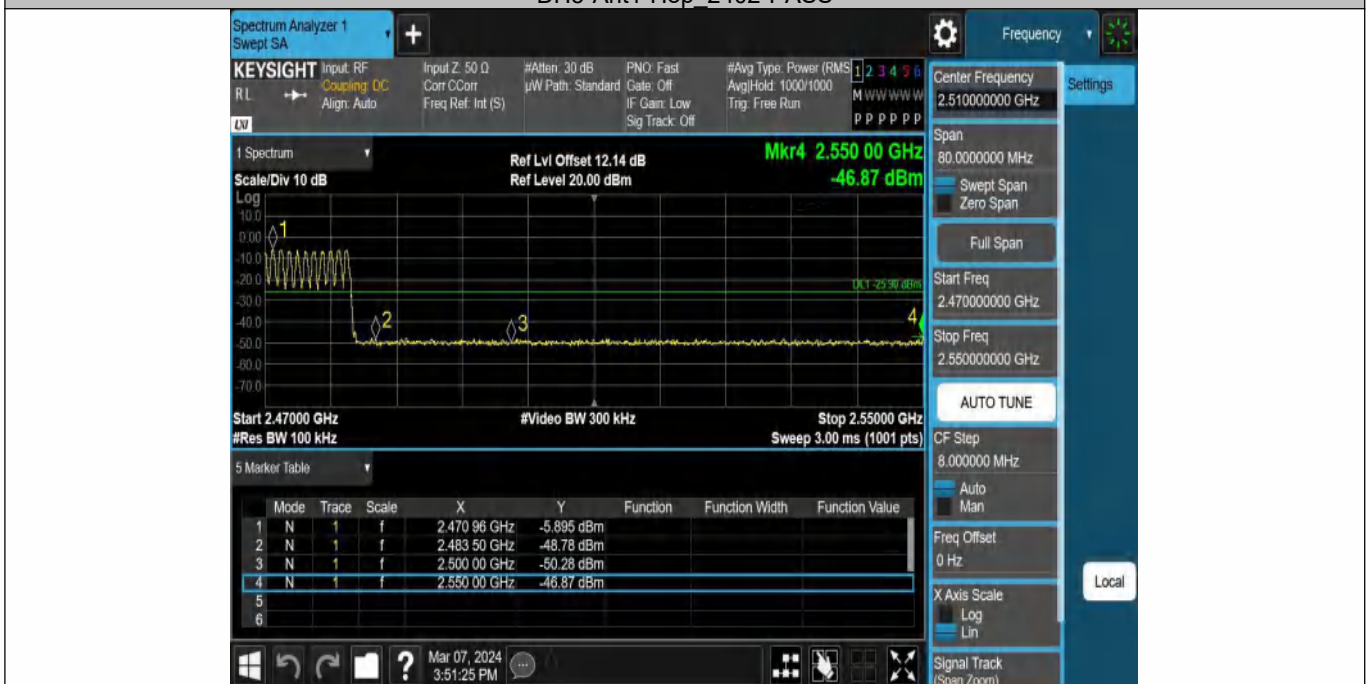 Spectrum Analyzer 1
Swept SA
+
Frequency
KEYSIGHT
RL
LXI
Input: RF
Coupling: DC
Align: Auto
Input Z: 50 Ω
Corr CCorr
Freq Ref: Int (S)
#Atten: 30 dB
µW Path: Standard
PNO: Fast
Gate: Off
IF Gain: Low
Sig Track: Off
#Avg Type: Power (RMS
Avg|Hold: 1000/1000
Trig: Free Run
1 2 3 4 5 6
M W W W W W
P P P P P P
Center Frequency
2.510000000 GHz
Settings
1 Spectrum
Scale/Div 10 dB
Ref Lvl Offset 12.14 dB
Ref Level 20.00 dBm
Mkr4 2.550 00 GHz
-46.87 dBm
Span
80.0000000 MHz
Swept Span
Zero Span
Full Span
Start Freq
2.470000000 GHz
Stop Freq
2.550000000 GHz
AUTO TUNE
CF Step
8.000000 MHz
Auto
Man
Freq Offset
0 Hz
X Axis Scale
Log
Lin
Signal Track
(Span Zoom)
Local
Log
10.0
0.00
-10.0
-20.0
-30.0
-40.0
-50.0
-60.0
-70.0
1
2
3
4
DL1 -25.90 dBm
Start 2.47000 GHz
#Video BW 300 kHz
Stop 2.55000 GHz
#Res BW 100 kHz
Sweep 3.00 ms (1001 pts)
5 Marker Table
Mode Trace Scale X Y Function Function Width Function Value
1 N 1 f 2.470 96 GHz -5.895 dBm
2 N 1 f 2.483 50 GHz -48.78 dBm
3 N 1 f 2.500 00 GHz -50.28 dBm
4 N 1 f 2.550 00 GHz -46.87 dBm
5
6
?
Mar 07, 2024
3:51:25 PM